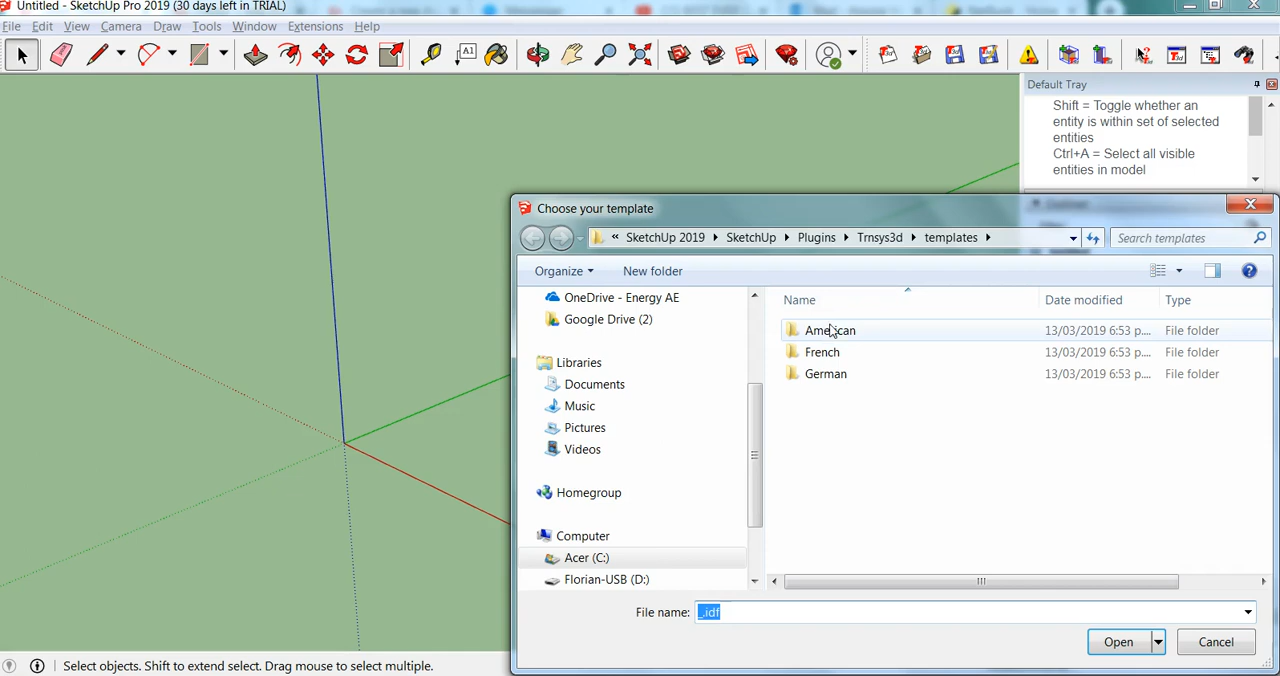 Untitled - SketchUp Pro 2019 (30 days left in TRIAL)
File Edit View Camera Draw Tools Window Extensions Help
A1
Default Tray
Shift = Toggle whether an
entity is within set of selected
entities
Ctrl+A = Select all visible
entities in model
Choose your template
« SketchUp 2019 SketchUp Plugins Trnsys3d templates
Search templates
Organize New folder
OneDrive - Energy AE
Google Drive (2)
Libraries
Documents
Music
Pictures
Videos
Homegroup
Computer
Acer (C:)
Florian-USB (D:)
Name Date modified Type
American 13/03/2019 6:53 p.... File folder
French 13/03/2019 6:53 p.... File folder
German 13/03/2019 6:53 p.... File folder
File name: _.idf
Open Cancel
Select objects. Shift to extend select. Drag mouse to select multiple.